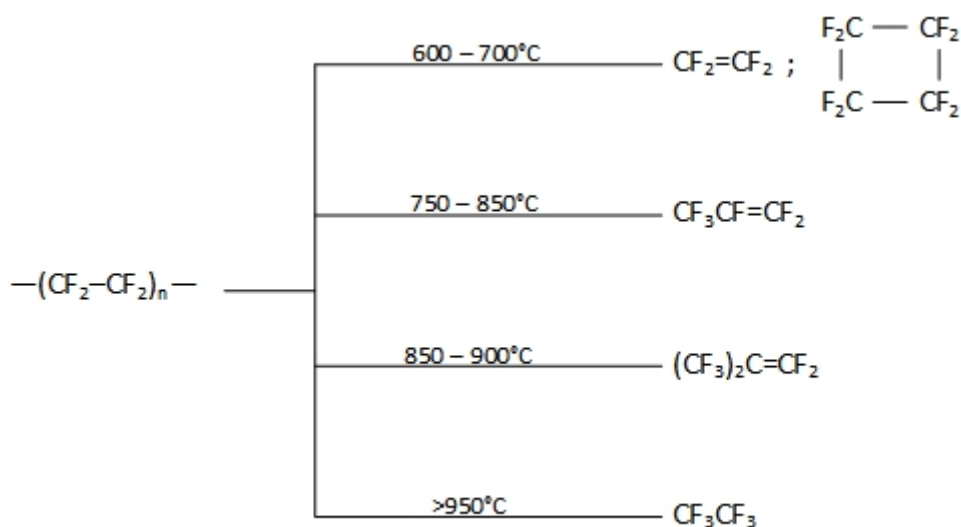 F₂C — CF₂
600 – 700°C
CF₂=CF₂ ;
F₂C — CF₂
750 – 850°C
CF₃CF=CF₂
—(CF₂–CF₂)ₙ—
850 – 900°C
(CF₃)₂C=CF₂
>950°C
CF₃CF₃